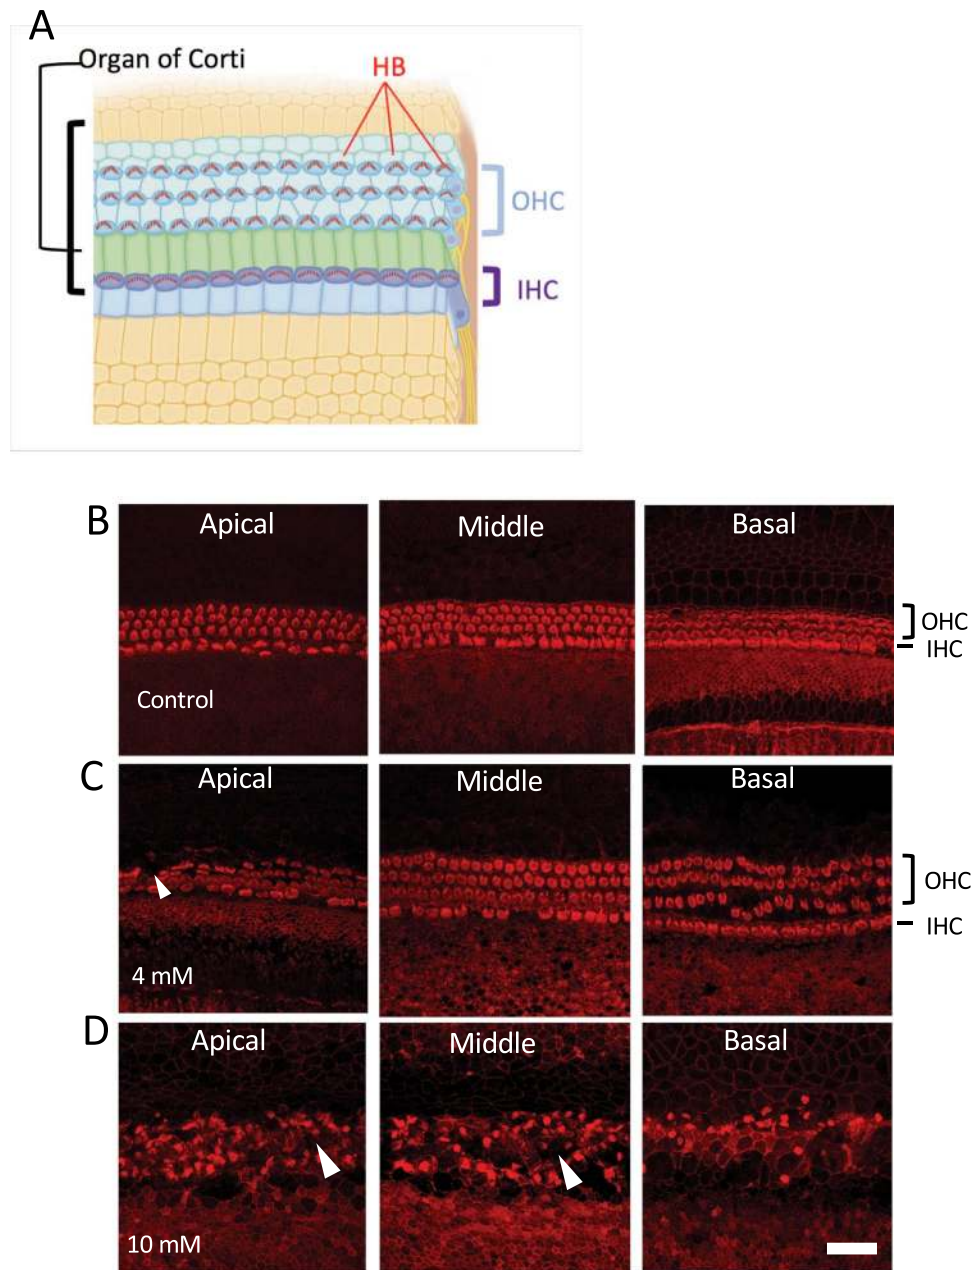 A
Organ of Corti
HB
OHC
IHC
B
Apical
Middle
Basal
OHC
IHC
Control
C
Apical
Middle
Basal
OHC
IHC
4 mM
D
Apical
Middle
Basal
10 mM